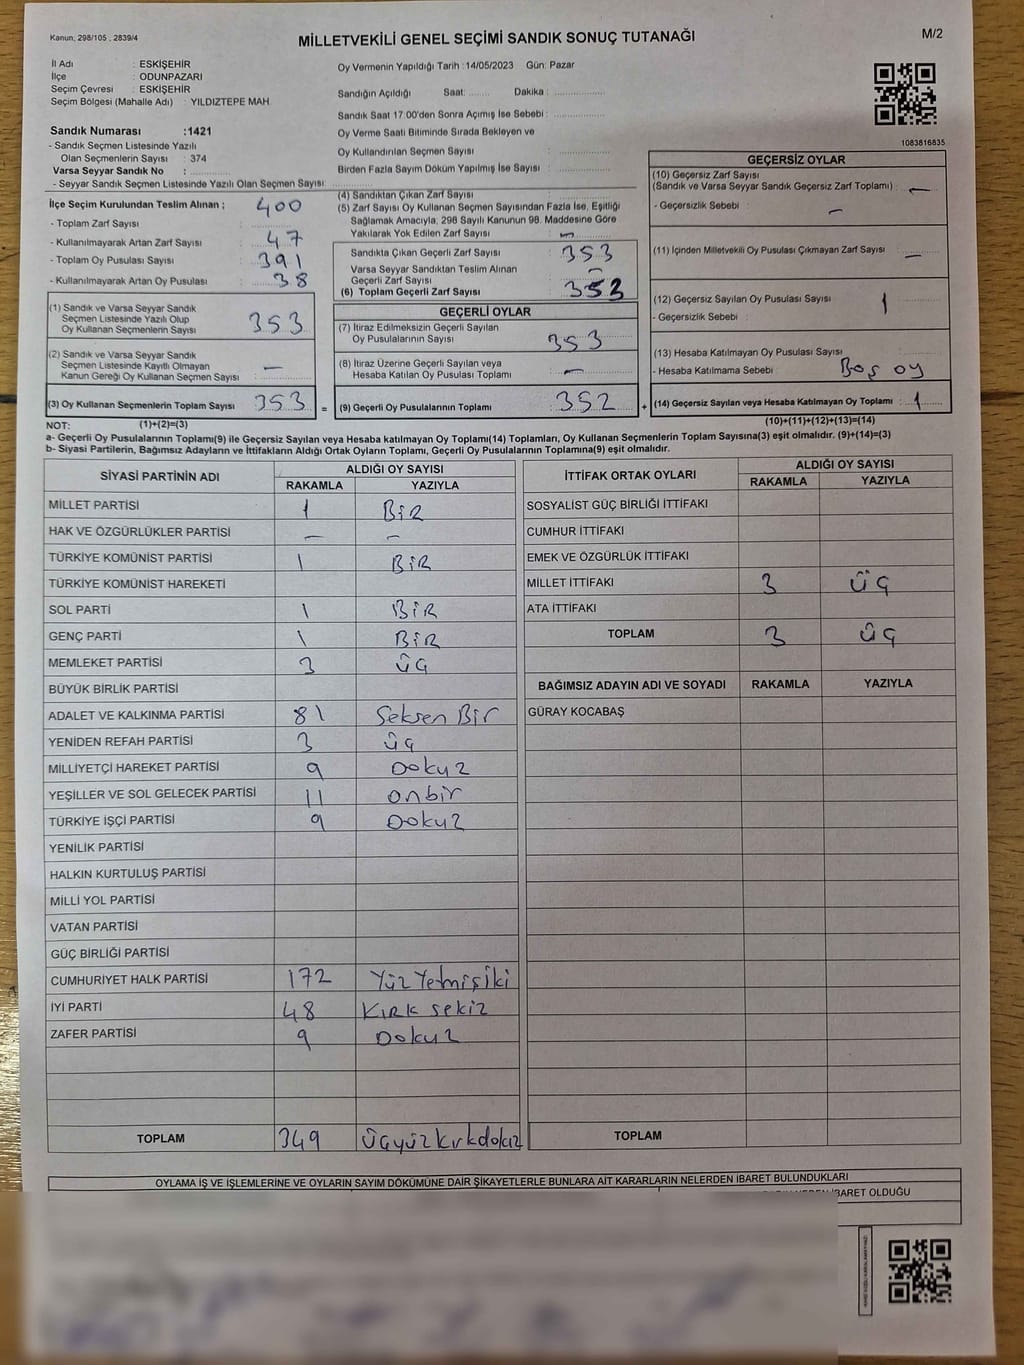 Kanun; 298/105 , 2839/4
MİLLETVEKİLİ GENEL SEÇİMİ SANDIK SONUÇ TUTANAĞI
M/2
İl Adı : ESKİŞEHİR
İlçe : ODUNPAZARI
Seçim Çevresi : ESKİŞEHİR
Seçim Bölgesi (Mahalle Adı) : YILDIZTEPE MAH.
Oy Vermenin Yapıldığı Tarih :14/05/2023 Gün: Pazar
Sandığın Açıldığı Saat: ........ Dakika : ....................
Sandık Saat 17:00'den Sonra Açımış İse Sebebi : ....................
Oy Verme Saati Bitiminde Sırada Bekleyen ve
Oy Kullandırılan Seçmen Sayısı : ....................
Birden Fazla Sayım Döküm Yapılmış İse Sayısı : ....................
1083816835
Sandık Numarası :1421
- Sandık Seçmen Listesinde Yazılı
Olan Seçmenlerin Sayısı : 374
Varsa Seyyar Sandık No : ....................
- Seyyar Sandık Seçmen Listesinde Yazılı Olan Seçmen Sayısı: ....................
İlçe Seçim Kurulundan Teslim Alınan ; 400
- Toplam Zarf Sayısı :
- Kullanılmayarak Artan Zarf Sayısı : 47
- Toplam Oy Pusulası Sayısı : 391
- Kullanılmayarak Artan Oy Pusulası : 38
(1) Sandık ve Varsa Seyyar Sandık
Seçmen Listesinde Yazılı Olup
Oy Kullanan Seçmenlerin Sayısı : 353
(2) Sandık ve Varsa Seyyar Sandık
Seçmen Listesinde Kayıtlı Olmayan
Kanun Gereği Oy Kullanan Seçmen Sayısı : —
(3) Oy Kullanan Seçmenlerin Toplam Sayısı : 353 =
(4) Sandıktan Çıkan Zarf Sayısı : ....................
(5) Zarf Sayısı Oy Kullanan Seçmen Sayısından Fazla İse, Eşitliği
Sağlamak Amacıyla, 298 Sayılı Kanunun 98. Maddesine Göre
Yakılarak Yok Edilen Zarf Sayısı : —
Sandıkta Çıkan Geçerli Zarf Sayısı : 353
Varsa Seyyar Sandıktan Teslim Alınan
Geçerli Zarf Sayısı : —
(6) Toplam Geçerli Zarf Sayısı : 353
GEÇERLİ OYLAR
(7) İtiraz Edilmeksizin Geçerli Sayılan
Oy Pusulalarının Sayısı : 353
(8) İtiraz Üzerine Geçerli Sayılan veya
Hesaba Katılan Oy Pusulası Toplamı : —
(9) Geçerli Oy Pusulalarının Toplamı : 352 +
GEÇERSİZ OYLAR
(10) Geçersiz Zarf Sayısı
(Sandık ve Varsa Seyyar Sandık Geçersiz Zarf Toplamı) : —
- Geçersizlik Sebebi : —
(11) İçinden Milletvekili Oy Pusulası Çıkmayan Zarf Sayısı : —
(12) Geçersiz Sayılan Oy Pusulası Sayısı : 1
- Geçersizlik Sebebi :
(13) Hesaba Katılmayan Oy Pusulası Sayısı :
- Hesaba Katılmama Sebebi : Boş oy
(14) Geçersiz Sayılan veya Hesaba Katılmayan Oy Toplamı : 1
NOT: (1)+(2)=(3)
(10)+(11)+(12)+(13)=(14)
a- Geçerli Oy Pusulalarının Toplamı(9) ile Geçersiz Sayılan veya Hesaba katılmayan Oy Toplamı(14) Toplamları, Oy Kullanan Seçmenlerin Toplam Sayısına(3) eşit olmalıdır. (9)+(14)=(3)
b- Siyasi Partilerin, Bağımsız Adayların ve İttifakların Aldığı Ortak Oyların Toplamı, Geçerli Oy Pusulalarının Toplamına(9) eşit olmalıdır.
SİYASİ PARTİNİN ADI ALDIĞI OY SAYISI
RAKAMLA YAZIYLA
MİLLET PARTİSİ 1 BİR
HAK VE ÖZGÜRLÜKLER PARTİSİ — —
TÜRKİYE KOMÜNİST PARTİSİ 1 BİR
TÜRKİYE KOMÜNİST HAREKETİ
SOL PARTİ 1 BİR
GENÇ PARTİ 1 BİR
MEMLEKET PARTİSİ 3 ÜÇ
BÜYÜK BİRLİK PARTİSİ
ADALET VE KALKINMA PARTİSİ 81 Seksen Bir
YENİDEN REFAH PARTİSİ 3 üç
MİLLİYETÇİ HAREKET PARTİSİ 9 Dokuz
YEŞİLLER VE SOL GELECEK PARTİSİ 11 onbir
TÜRKİYE İŞÇİ PARTİSİ 9 Dokuz
YENİLİK PARTİSİ
HALKIN KURTULUŞ PARTİSİ
MİLLİ YOL PARTİSİ
VATAN PARTİSİ
GÜÇ BİRLİĞİ PARTİSİ
CUMHURİYET HALK PARTİSİ 172 Yüz Yetmişiki
İYİ PARTİ 48 Kırk sekiz
ZAFER PARTİSİ 9 Dokuz
TOPLAM 349 Üçyüz kırkdokuz
İTTİFAK ORTAK OYLARI ALDIĞI OY SAYISI
RAKAMLA YAZIYLA
SOSYALİST GÜÇ BİRLİĞİ İTTİFAKI
CUMHUR İTTİFAKI
EMEK VE ÖZGÜRLÜK İTTİFAKI
MİLLET İTTİFAKI 3 ÜÇ
ATA İTTİFAKI
TOPLAM 3 ÜÇ
BAĞIMSIZ ADAYIN ADI VE SOYADI RAKAMLA YAZIYLA
GÜRAY KOCABAŞ
TOPLAM
OYLAMA İŞ VE İŞLEMLERİNE VE OYLARIN SAYIM DÖKÜMÜNE DAİR ŞİKAYETLERLE BUNLARA AİT KARARLARIN NELERDEN İBARET BULUNDUKLARI
İBARET OLDUĞU